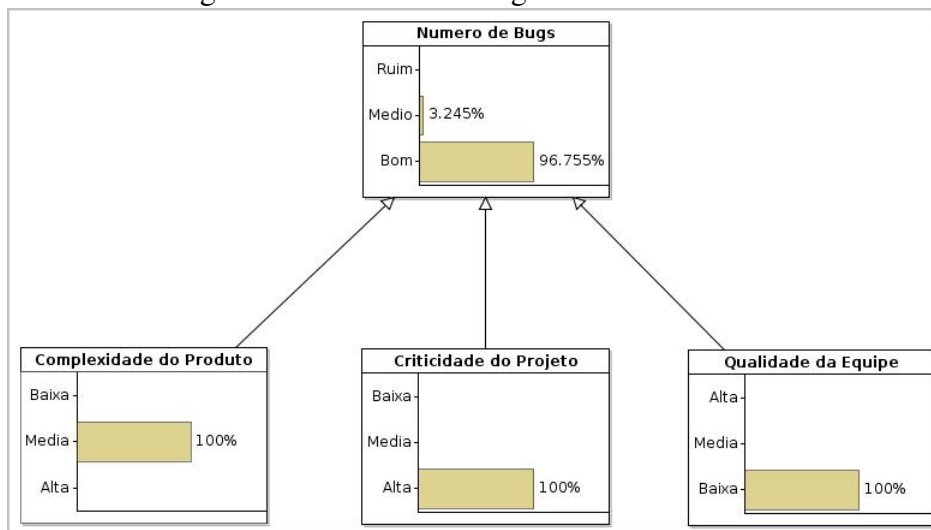 Numero de Bugs
Ruim
Medio 3.245%
Bom 96.755%
Complexidade do Produto
Baixa
Media 100%
Alta
Criticidade do Projeto
Baixa
Media
Alta 100%
Qualidade da Equipe
Alta
Media
Baixa 100%